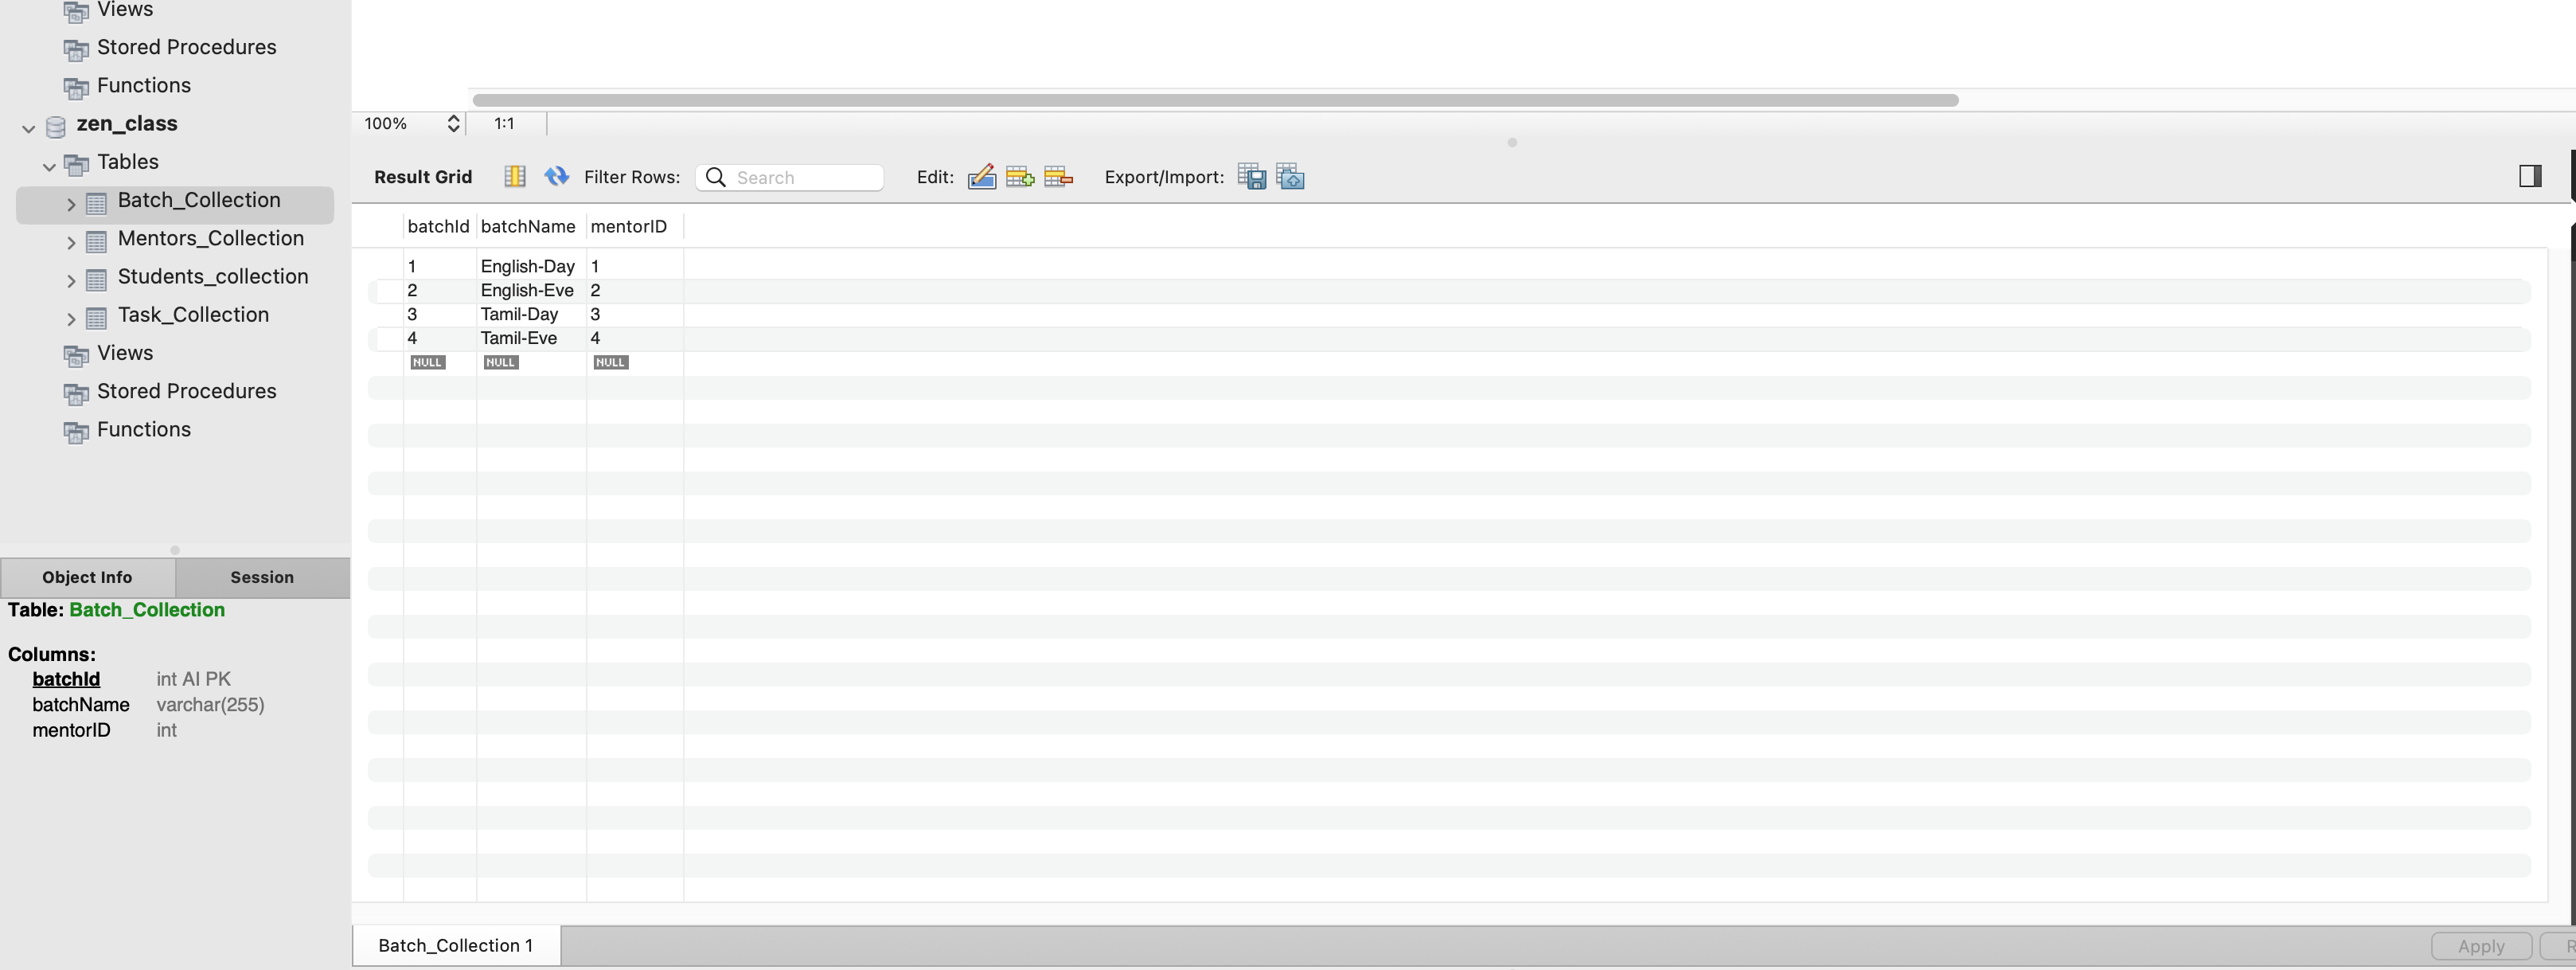 Views
Stored Procedures
Functions
zen_class
Tables
Batch_Collection
Mentors_Collection
Students_collection
Task_Collection
Views
Stored Procedures
Functions
Object Info Session
Table: Batch_Collection
Columns:
batchId int AI PK
batchName varchar(255)
mentorID int
100% 1:1
Result Grid Filter Rows: Search Edit: Export/Import:
batchId batchName mentorID
1 English-Day 1
2 English-Eve 2
3 Tamil-Day 3
4 Tamil-Eve 4
NULL NULL NULL
Batch_Collection 1 Apply